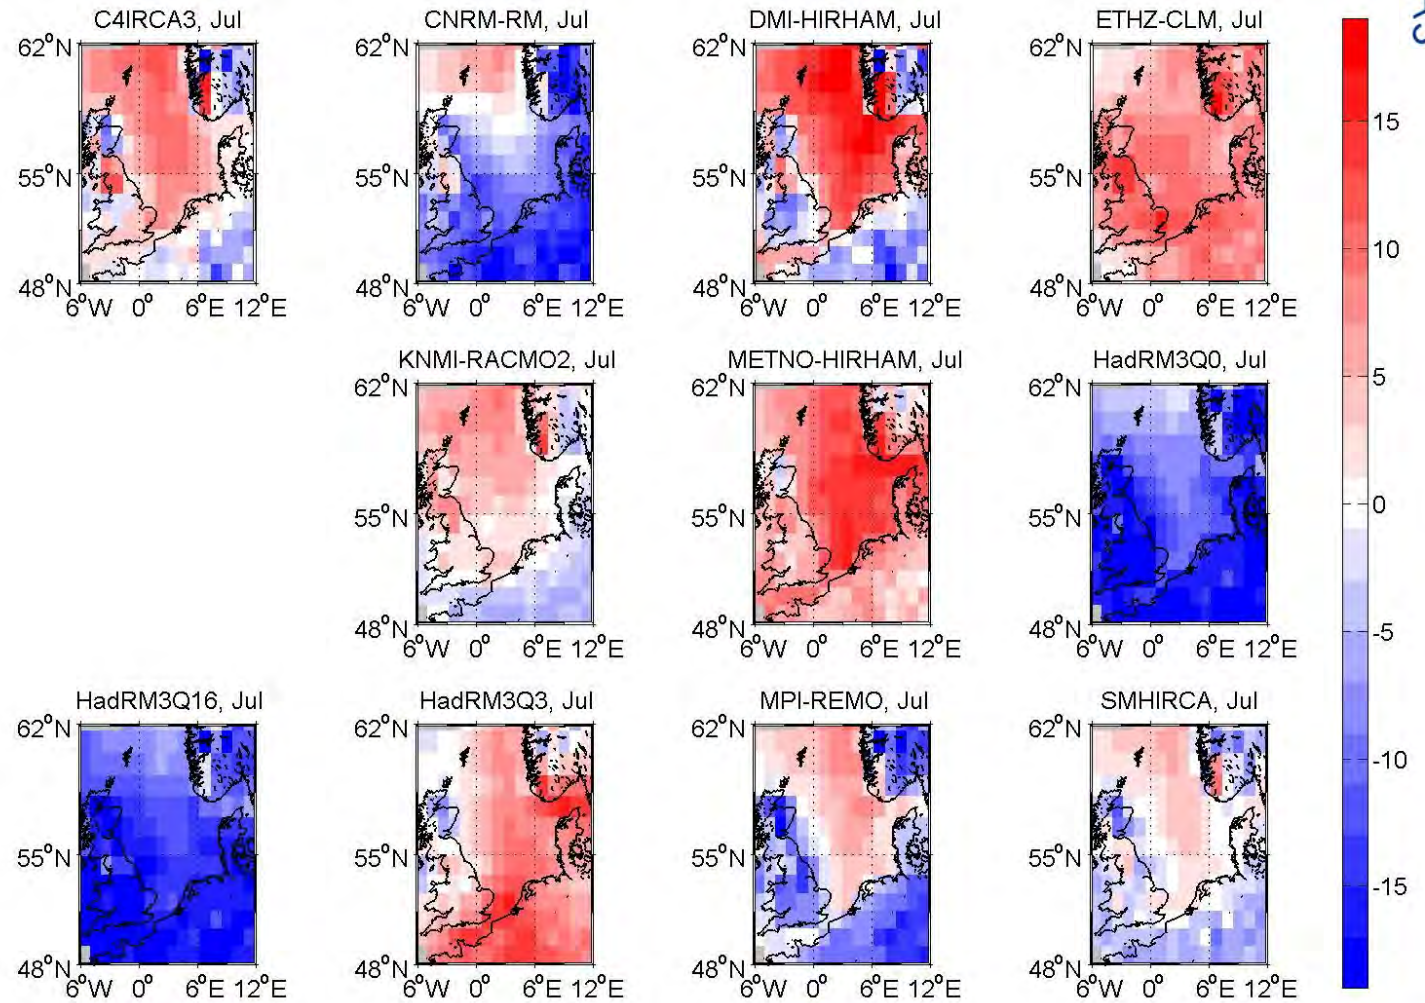 C4IRCA3, Jul
CNRM-RM, Jul
DMI-HIRHAM, Jul
ETHZ-CLM, Jul
62°N
55°N
48°N
6°W 0° 6°E 12°E
62°N
55°N
48°N
6°W 0° 6°E 12°E
62°N
55°N
48°N
6°W 0° 6°E 12°E
62°N
55°N
48°N
6°W 0° 6°E 12°E
KNMI-RACMO2, Jul
METNO-HIRHAM, Jul
HadRM3Q0, Jul
62°N
55°N
48°N
6°W 0° 6°E 12°E
62°N
55°N
48°N
6°W 0° 6°E 12°E
62°N
55°N
48°N
6°W 0° 6°E 12°E
HadRM3Q16, Jul
HadRM3Q3, Jul
MPI-REMO, Jul
SMHIRCA, Jul
62°N
55°N
48°N
6°W 0° 6°E 12°E
62°N
55°N
48°N
6°W 0° 6°E 12°E
62°N
55°N
48°N
6°W 0° 6°E 12°E
62°N
55°N
48°N
6°W 0° 6°E 12°E
15
10
5
0
-5
-10
-15